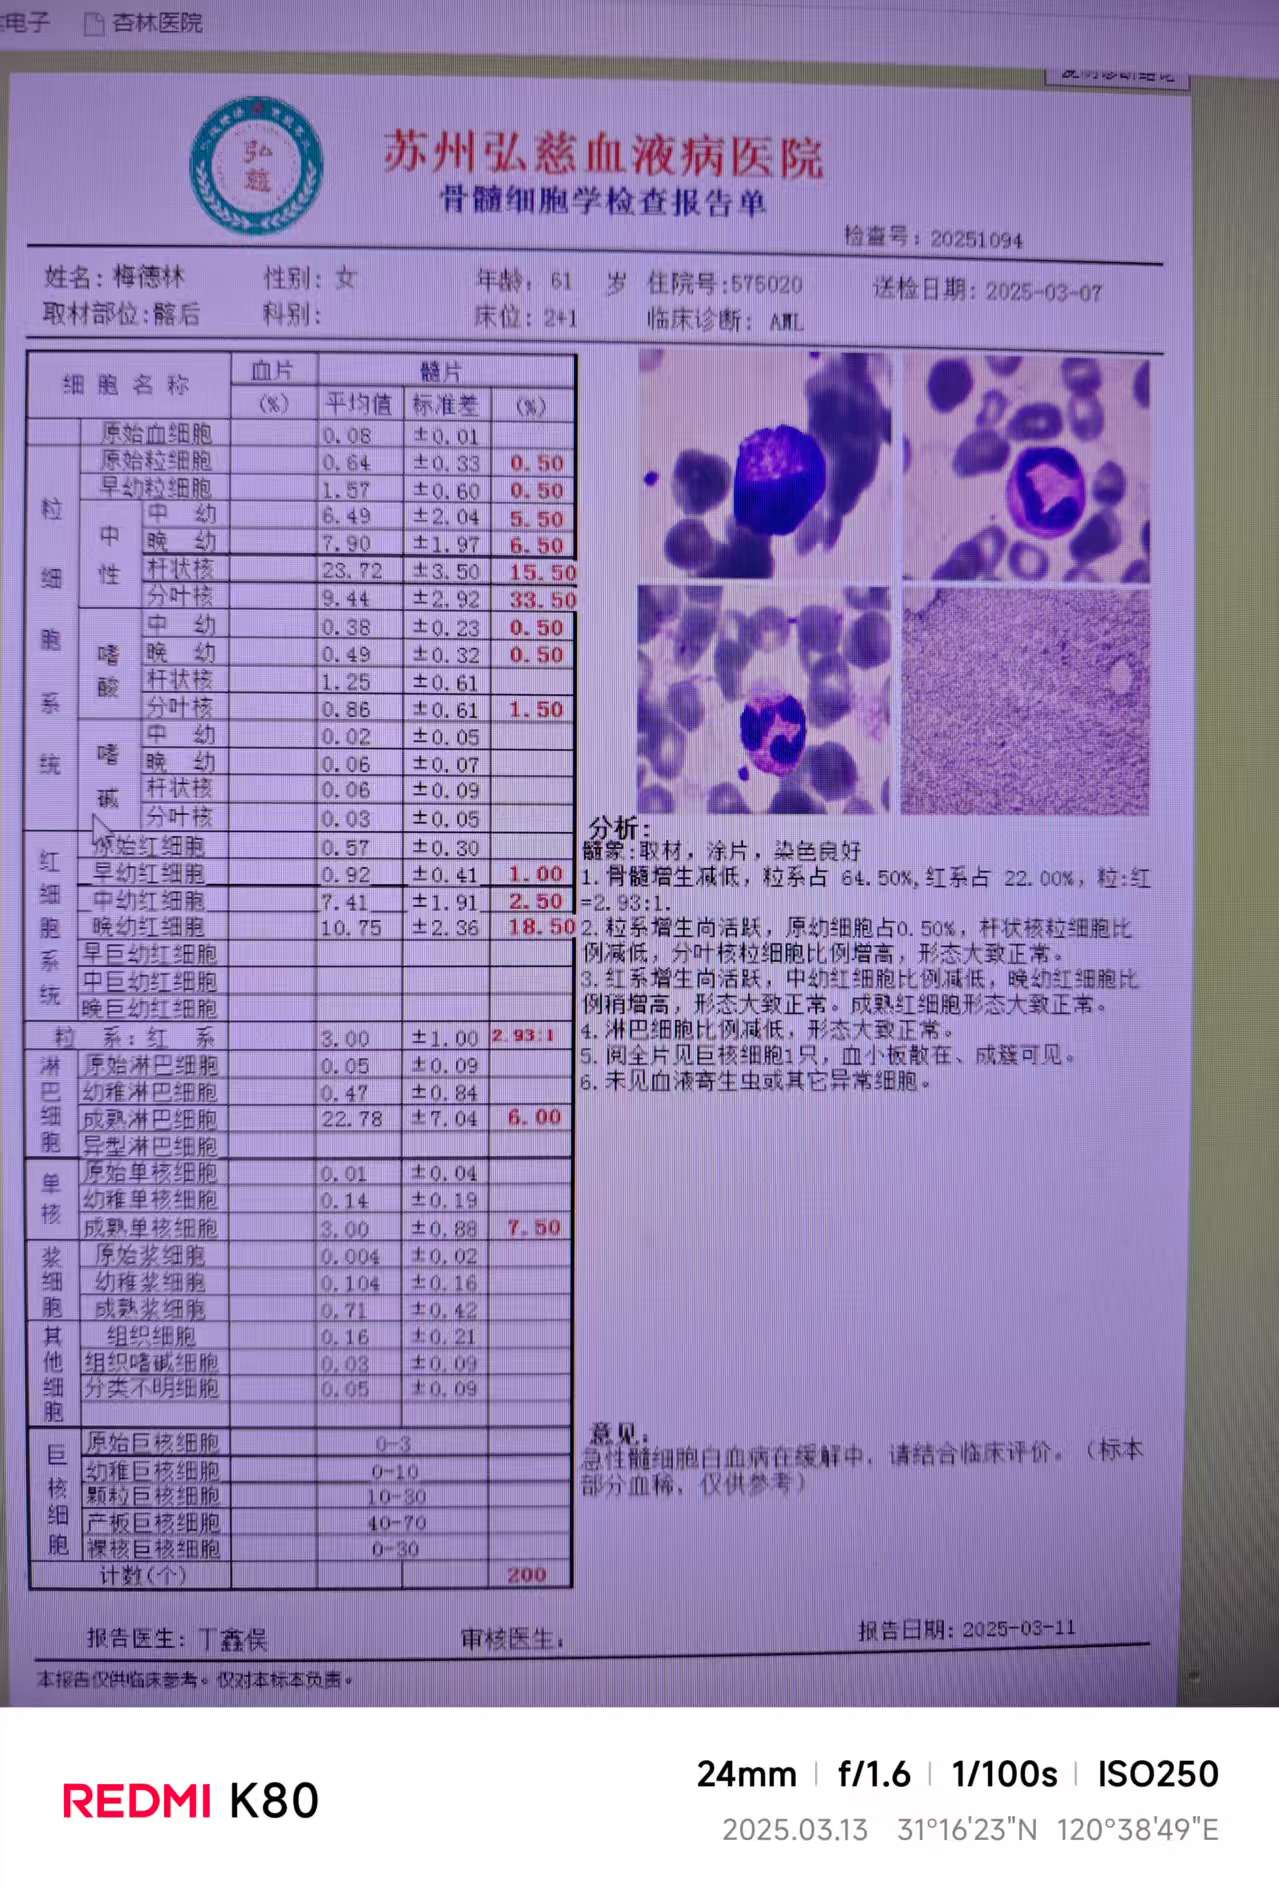 电子 杏林医院
弘慈
苏州弘慈血液病医院
骨髓细胞学检查报告单
检查号: 20251094
姓名: 梅德林 性别: 女 年龄: 61 岁 住院号:575020 送检日期: 2025-03-07
取材部位:髂后 科别: 床位: 2+1 临床诊断: AML
细胞名称 血片 髓片
(%) 平均值 标准差 (%)
原始血细胞 0.08 ±0.01
粒细胞系统
原始粒细胞 0.64 ±0.33 0.50
早幼粒细胞 1.57 ±0.60 0.50
中性
中幼 6.49 ±2.04 5.50
晚幼 7.90 ±1.97 6.50
杆状核 23.72 ±3.50 15.50
分叶核 9.44 ±2.92 33.50
嗜酸
中幼 0.38 ±0.23 0.50
晚幼 0.49 ±0.32 0.50
杆状核 1.25 ±0.61
分叶核 0.86 ±0.61 1.50
嗜碱
中幼 0.02 ±0.05
晚幼 0.06 ±0.07
杆状核 0.06 ±0.09
分叶核 0.03 ±0.05
红细胞系统
原始红细胞 0.57 ±0.30
早幼红细胞 0.92 ±0.41 1.00
中幼红细胞 7.41 ±1.91 2.50
晚幼红细胞 10.75 ±2.36 18.50
早巨幼红细胞
中巨幼红细胞
晚巨幼红细胞
粒系:红系 3.00 ±1.00 2.93:1
淋巴细胞
原始淋巴细胞 0.05 ±0.09
幼稚淋巴细胞 0.47 ±0.84
成熟淋巴细胞 22.78 ±7.04 6.00
异型淋巴细胞
单核
原始单核细胞 0.01 ±0.04
幼稚单核细胞 0.14 ±0.19
成熟单核细胞 3.00 ±0.88 7.50
浆细胞
原始浆细胞 0.004 ±0.02
幼稚浆细胞 0.104 ±0.16
成熟浆细胞 0.71 ±0.42
其他细胞
组织细胞 0.16 ±0.21
组织嗜碱细胞 0.03 ±0.09
分类不明细胞 0.05 ±0.09
巨核细胞
原始巨核细胞 0-3
幼稚巨核细胞 0-10
颗粒巨核细胞 10-30
产板巨核细胞 40-70
裸核巨核细胞 0-30
计数(个) 200
分析:
髓象:取材，涂片，染色良好
1.骨髓增生减低，粒系占 64.50%,红系占 22.00%，粒:红
=2.93:1.
2.粒系增生尚活跃，原幼细胞占0.50%，杆状核粒细胞比
例减低，分叶核粒细胞比例增高，形态大致正常。
3.红系增生尚活跃，中幼红细胞比例减低，晚幼红细胞比
例稍增高，形态大致正常。成熟红细胞形态大致正常。
4.淋巴细胞比例减低，形态大致正常。
5.阅全片见巨核细胞1只，血小板散在、成簇可见。
6.未见血液寄生虫或其它异常细胞。
意见:
急性髓细胞白血病在缓解中，请结合临床评价。（标本
部分血稀，仅供参考）
报告医生: 丁鑫保 审核医生: 报告日期: 2025-03-11
本报告仅供临床参考。仅对本标本负责。
REDMI K80
24mm | f/1.6 | 1/100s | ISO250
2025.03.13 31°16'23"N 120°38'49"E